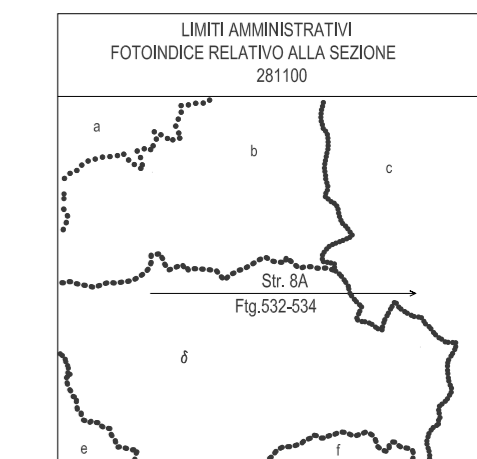 LIMITI AMMINISTRATIVI
FOTOINDICE RELATIVO ALLA SEZIONE
281100
a
b
c
Str. 8A
Ftg.532-534
δ
e
f